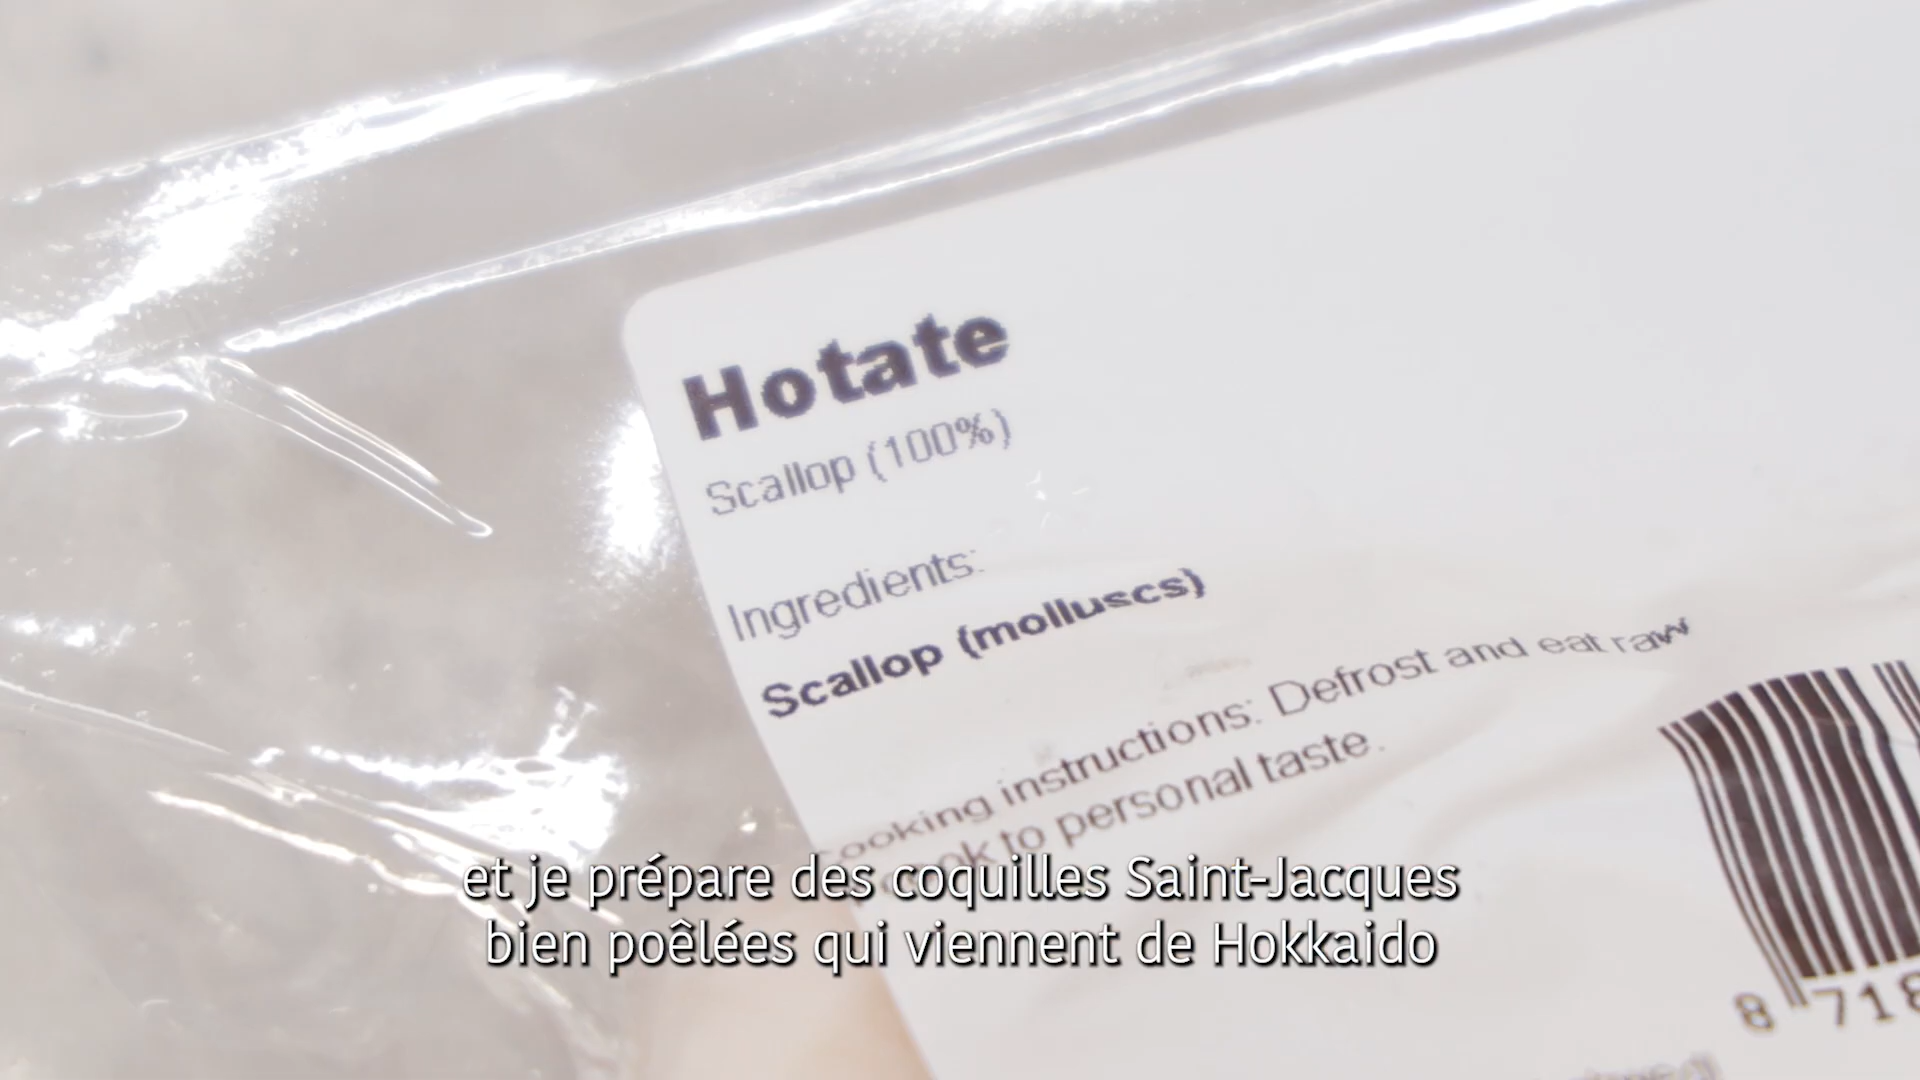 Hotate
Scallop (100%)
Ingredients:
Scallop (molluscs)
Cooking instructions: Defrost and eat raw
to personal taste.
8 718
et je prépare des coquilles Saint-Jacques
bien poêlées qui viennent de Hokkaido